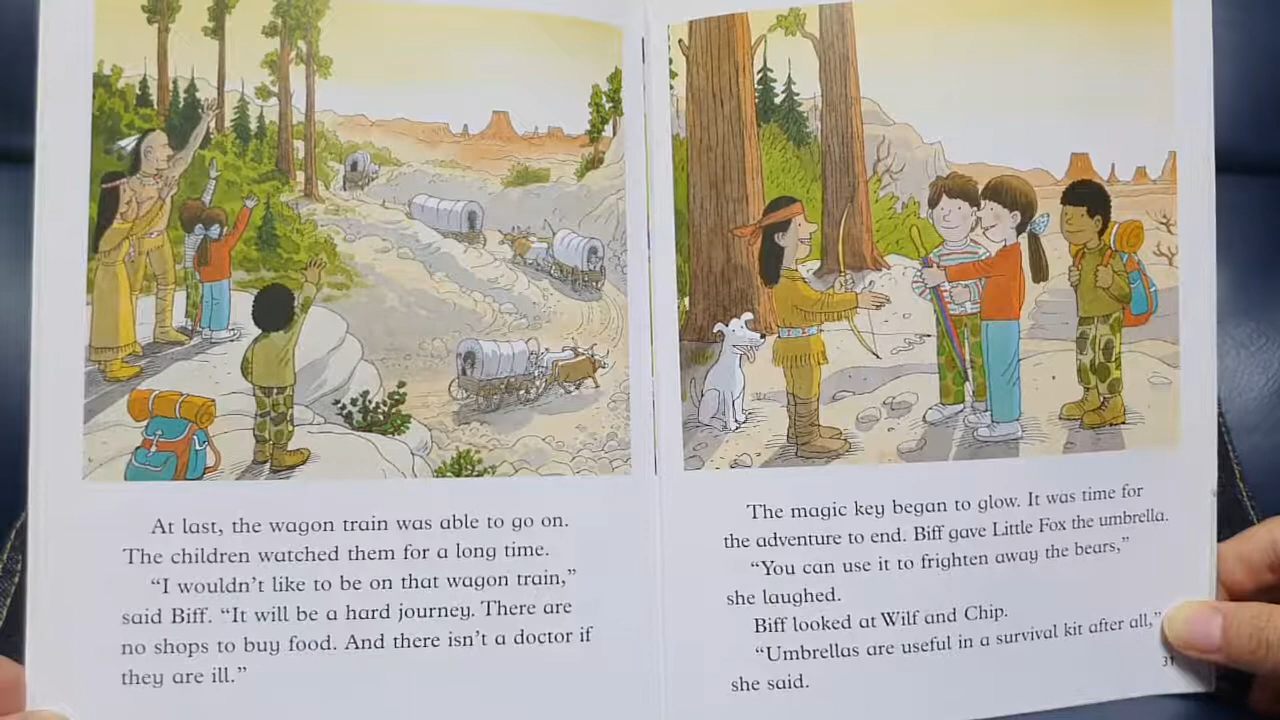 At last, the wagon train was able to go on.
The children watched them for a long time.
“I wouldn’t like to be on that wagon train,”
said Biff. “It will be a hard journey. There are
no shops to buy food. And there isn’t a doctor if
they are ill.”
The magic key began to glow. It was time for
the adventure to end. Biff gave Little Fox the umbrella.
“You can use it to frighten away the bears,”
she laughed.
Biff looked at Wilf and Chip.
“Umbrellas are useful in a survival kit after all,”
she said.
31